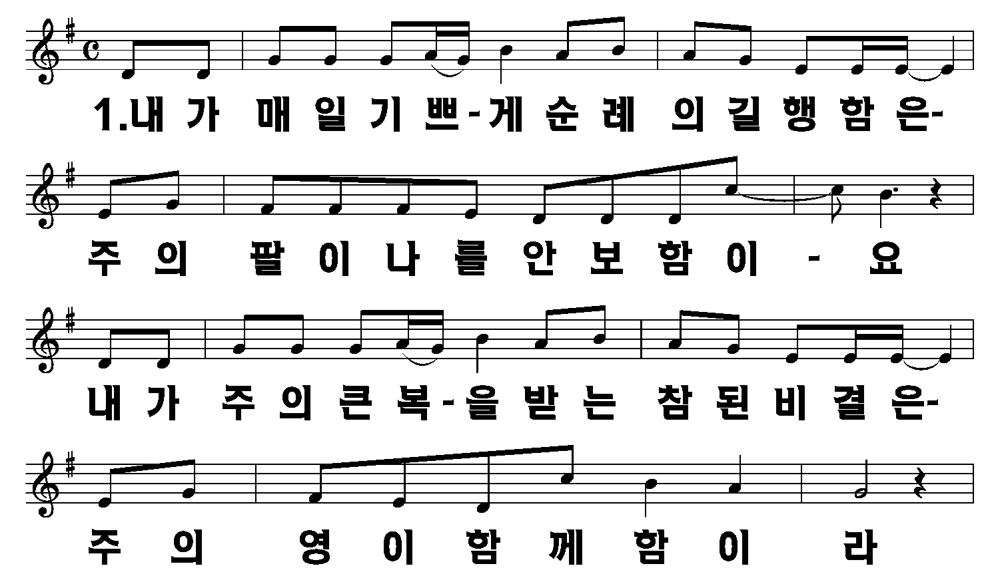 1.내 가 매 일 기 쁘-게 순 례 의 길 행 함 은-
주 의 팔 이 나 를 안 보 함 이 - 요
내 가 주 의 큰 복-을 받 는 참 된 비 결 은-
주 의 영 이 함 께 함 이 라